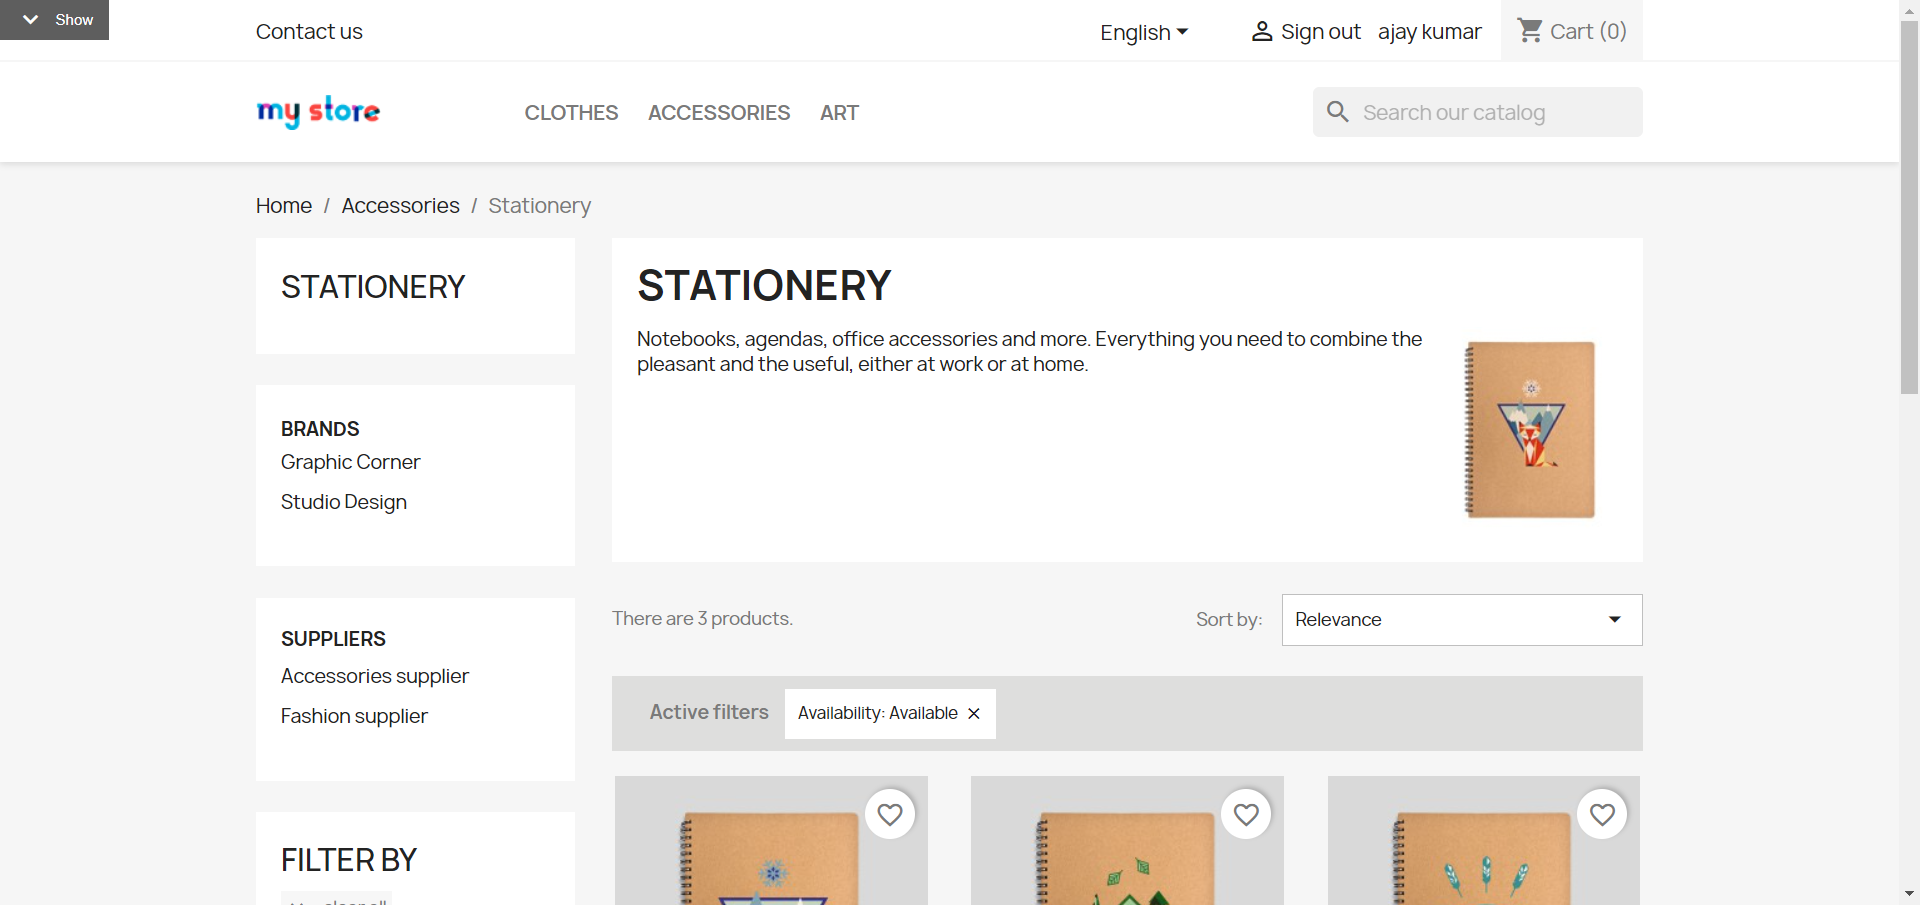 Show
Contact us
English
Sign out ajay kumar
Cart (0)
my store
CLOTHES ACCESSORIES ART
Search our catalog
Home / Accessories / Stationery
STATIONERY
BRANDS
Graphic Corner
Studio Design
SUPPLIERS
Accessories supplier
Fashion supplier
FILTER BY
STATIONERY
Notebooks, agendas, office accessories and more. Everything you need to combine the
pleasant and the useful, either at work or at home.
There are 3 products.
Sort by: Relevance
Active filters Availability: Available